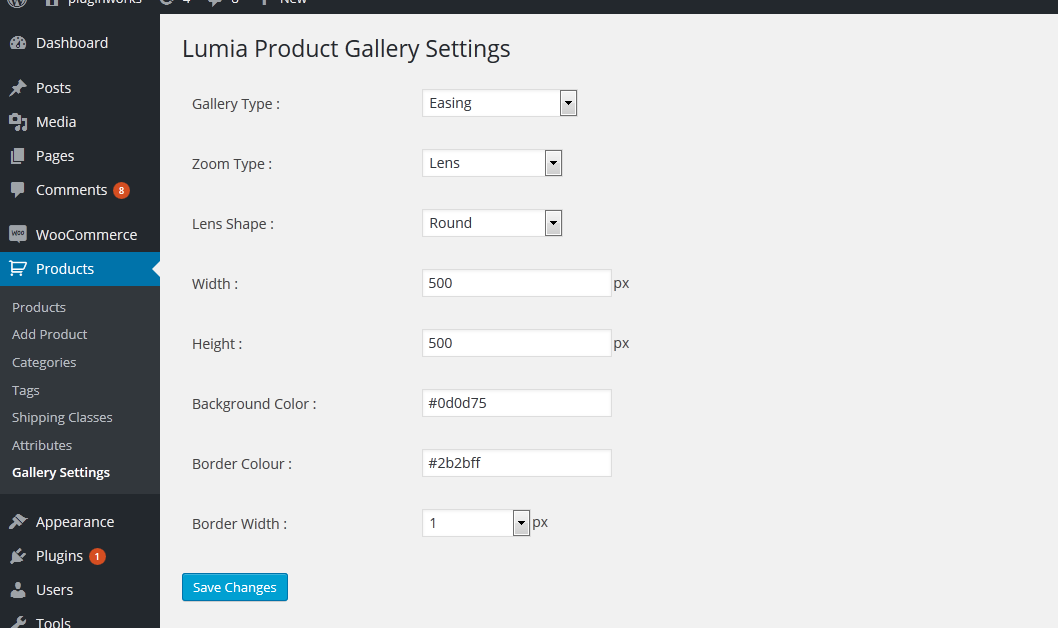 pluginworks 4 0 New
Dashboard
Posts
Media
Pages
Comments 8
WooCommerce
Products
Products
Add Product
Categories
Tags
Shipping Classes
Attributes
Gallery Settings
Appearance
Plugins 1
Users
Tools
Lumia Product Gallery Settings
Gallery Type : Easing
Zoom Type : Lens
Lens Shape : Round
Width : 500 px
Height : 500 px
Background Color : #0d0d75
Border Colour : #2b2bff
Border Width : 1 px
Save Changes